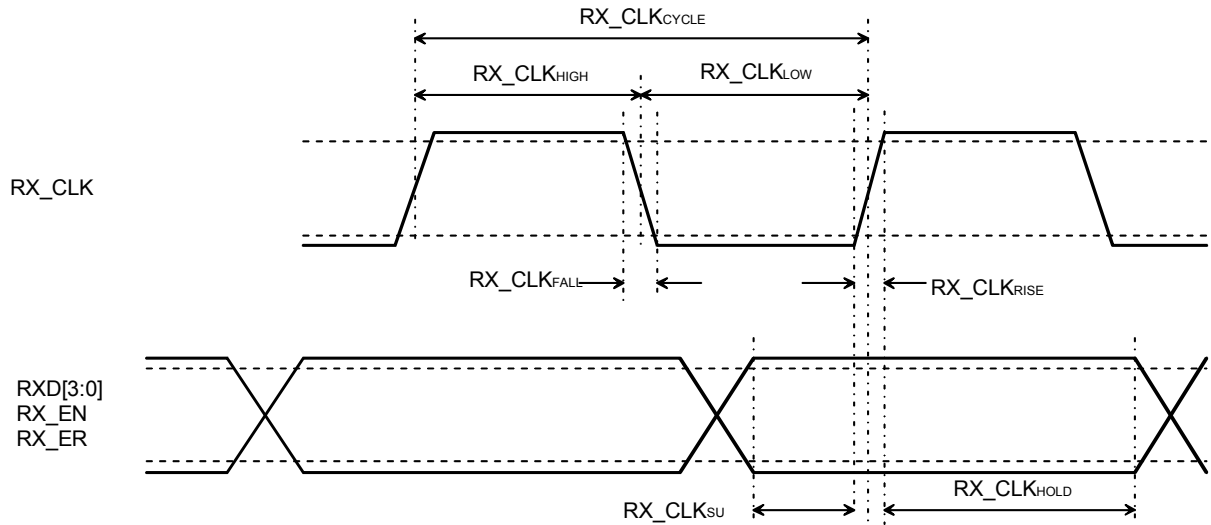 RX_CLKCYCLE
RX_CLKHIGH
RX_CLKLOW
RX_CLK
RX_CLKFALL
RX_CLKRISE
RXD[3:0]
RX_EN
RX_ER
RX_CLKHOLD
RX_CLKSU